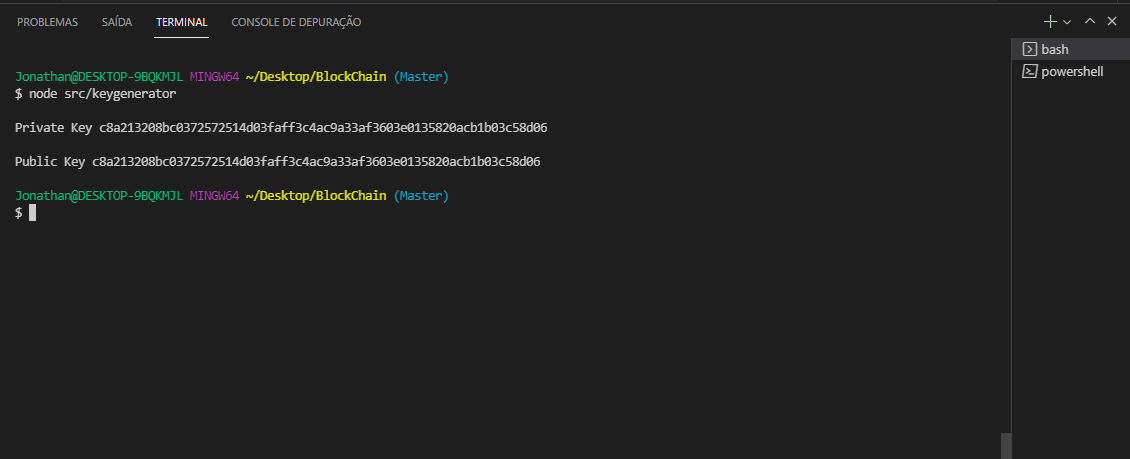 PROBLEMAS SAÍDA TERMINAL CONSOLE DE DEPURAÇÃO
bash
powershell
Jonathan@DESKTOP-9BQKMJL MINGW64 ~/Desktop/BlockChain (Master)
$ node src/keygenerator
Private Key c8a213208bc0372572514d03faff3c4ac9a33af3603e0135820acb1b03c58d06
Public Key c8a213208bc0372572514d03faff3c4ac9a33af3603e0135820acb1b03c58d06
Jonathan@DESKTOP-9BQKMJL MINGW64 ~/Desktop/BlockChain (Master)
$